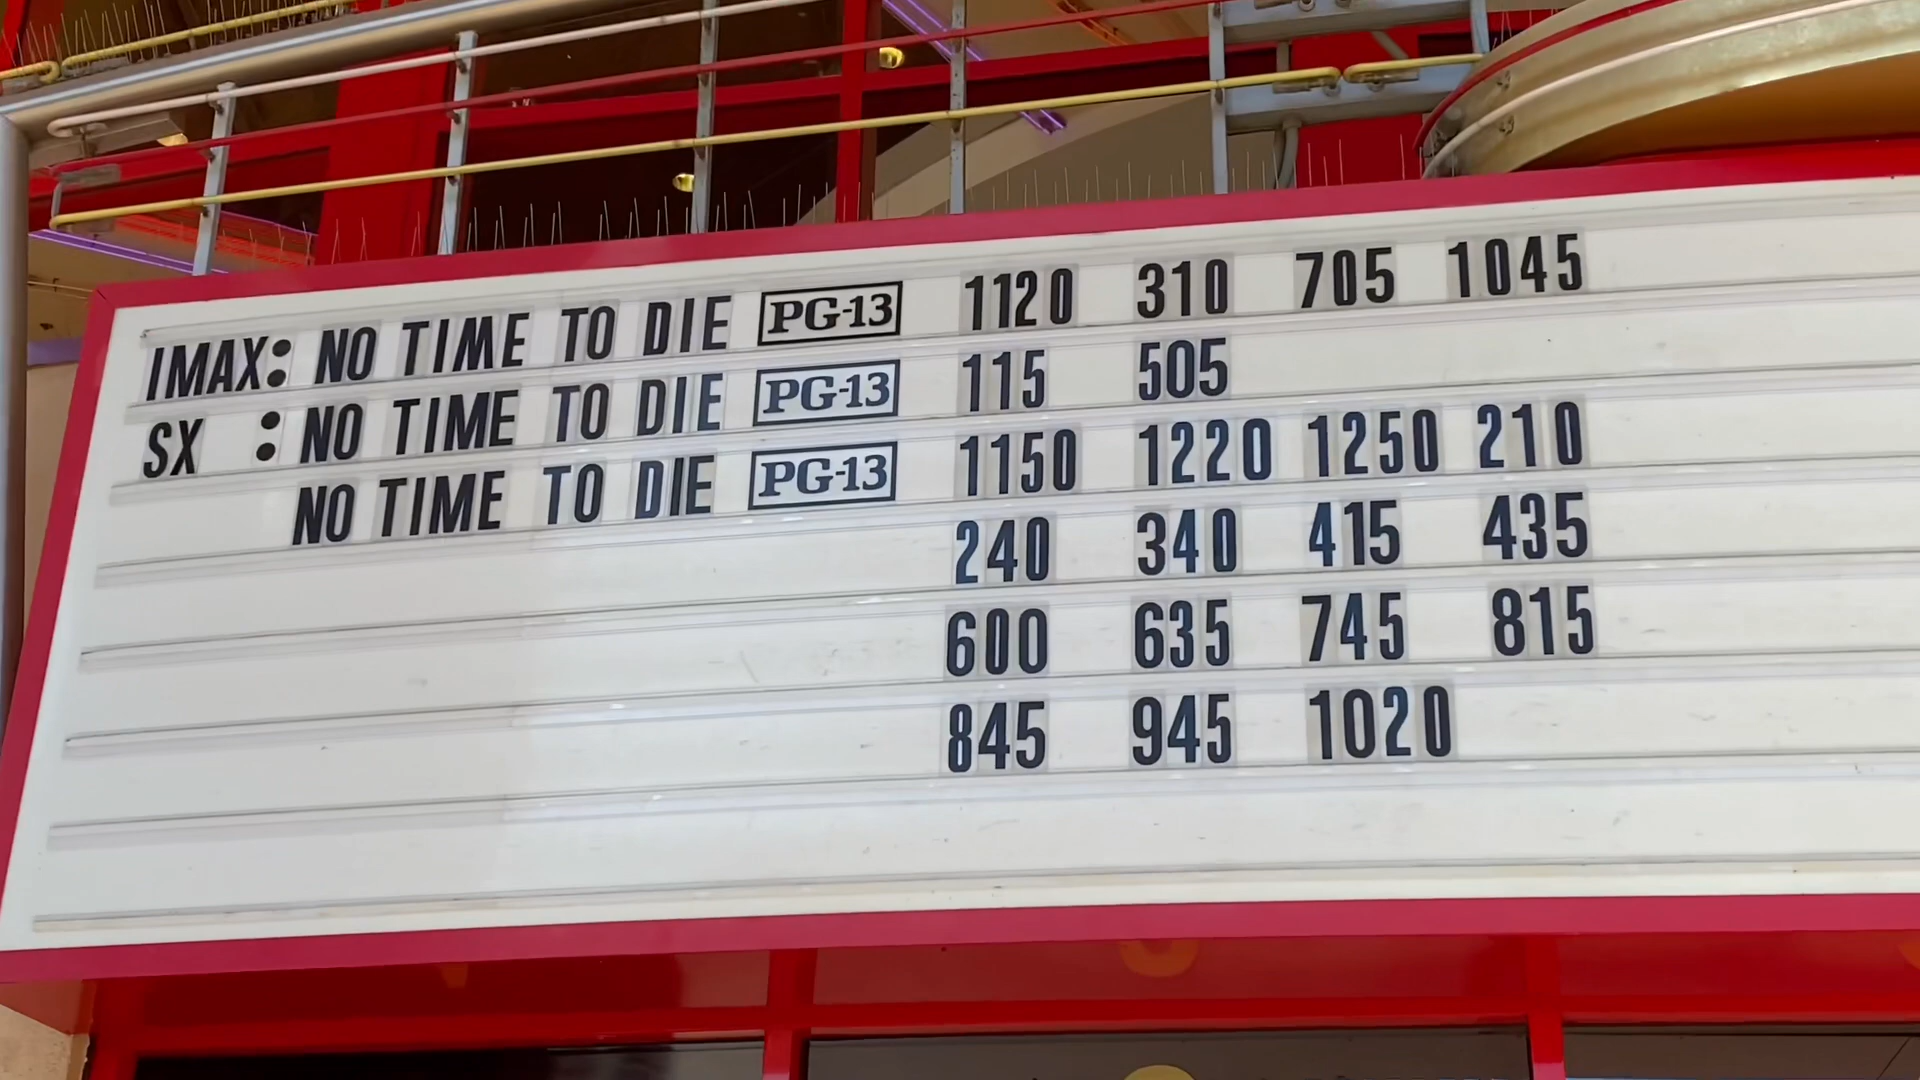 IMAX: NO TIME TO DIE PG-13 1120 310 705 1045
SX : NO TIME TO DIE PG-13 115 505
NO TIME TO DIE PG-13 1150 1220 1250 210
240 340 415 435
600 635 745 815
845 945 1020